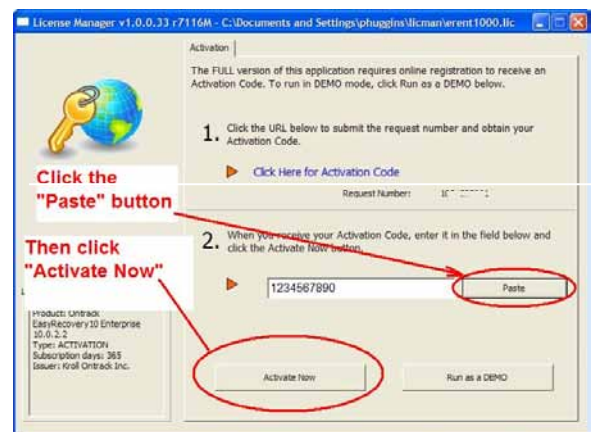 License Manager v1.0.0.33 r7116M - C:\Documents and Settings\phuggins\licman\erent1000.lic
Activation
The FULL version of this application requires online registration to receive an
Activation Code. To run in DEMO mode, click Run as a DEMO below.
1. Click the URL below to submit the request number and obtain your
Activation Code.
Click Here for Activation Code
Request Number:
Click the
"Paste" button
2. When you receive your Activation Code, enter it in the field below and
click the Activate Now button.
Then click
"Activate Now"
1234567890
Paste
Product: Ontrack
EasyRecovery10 Enterprise
10.0.2.2
Type: ACTIVATION
Subscription days: 365
Issuer: Kroll Ontrack Inc.
Activate Now
Run as a DEMO